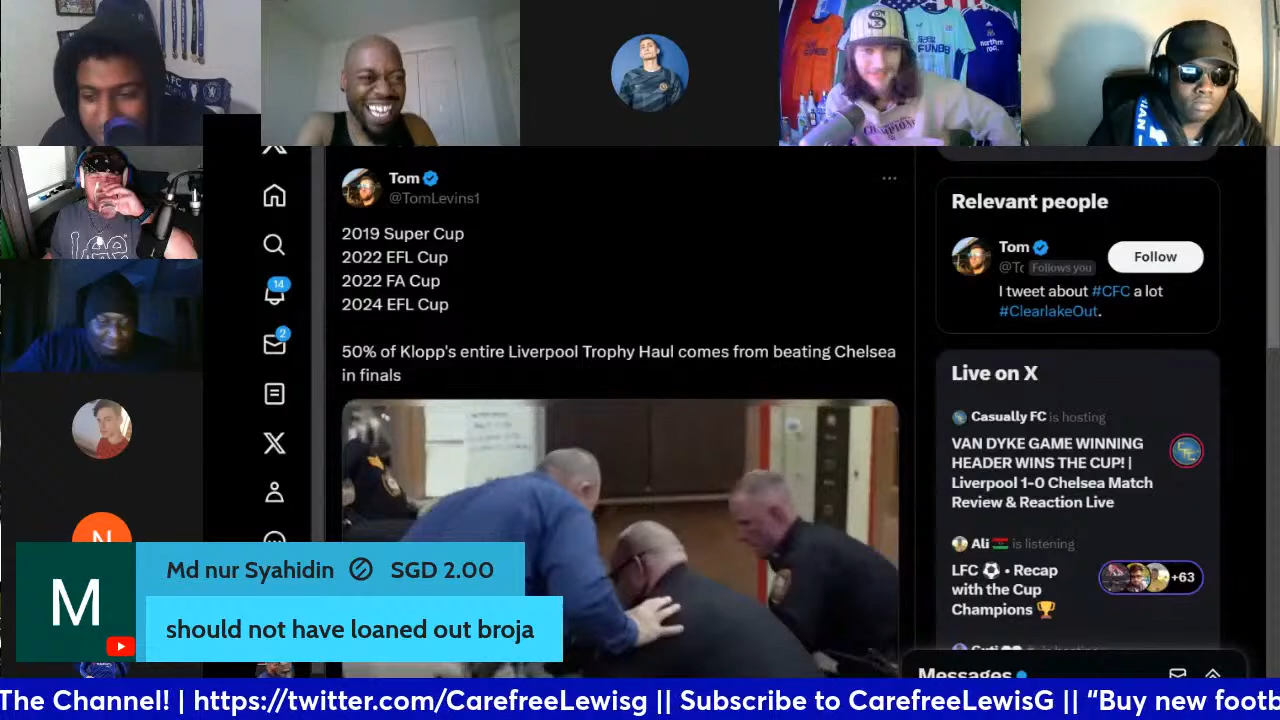 Tom
@TomLevins1
2019 Super Cup
2022 EFL Cup
2022 FA Cup
2024 EFL Cup
50% of Klopp's entire Liverpool Trophy Haul comes from beating Chelsea
in finals
Relevant people
Tom
Follows you
Follow
I tweet about #CFC a lot
#ClearlakeOut.
Live on X
Casually FC is hosting
VAN DYKE GAME WINNING
HEADER WINS THE CUP! |
Liverpool 1-0 Chelsea Match
Review & Reaction Live
Ali is listening
LFC ⚽ • Recap
with the Cup
Champions 🏆
+63
Messages
14
2
N
M
Md nur Syahidin SGD 2.00
should not have loaned out broja
The Channel! | https://twitter.com/CarefreeLewisg || Subscribe to CarefreeLewisG || “Buy new